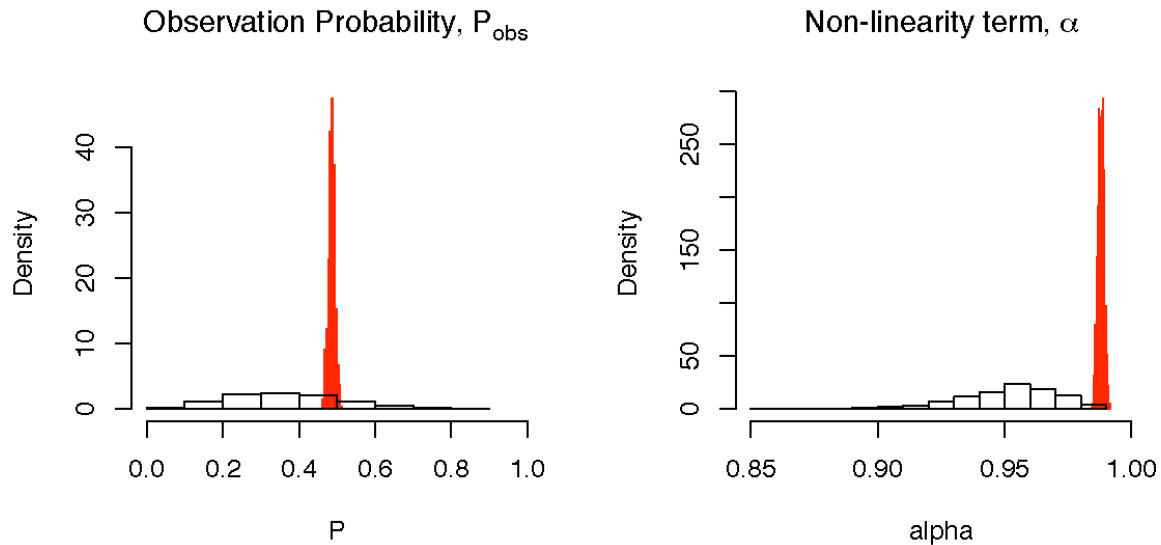 Observation Probability, Pobs
Density
0 10 20 30 40
0.0 0.2 0.4 0.6 0.8 1.0
P
Non-linearity term, α
Density
0 50 150 250
0.85 0.90 0.95 1.00
alpha